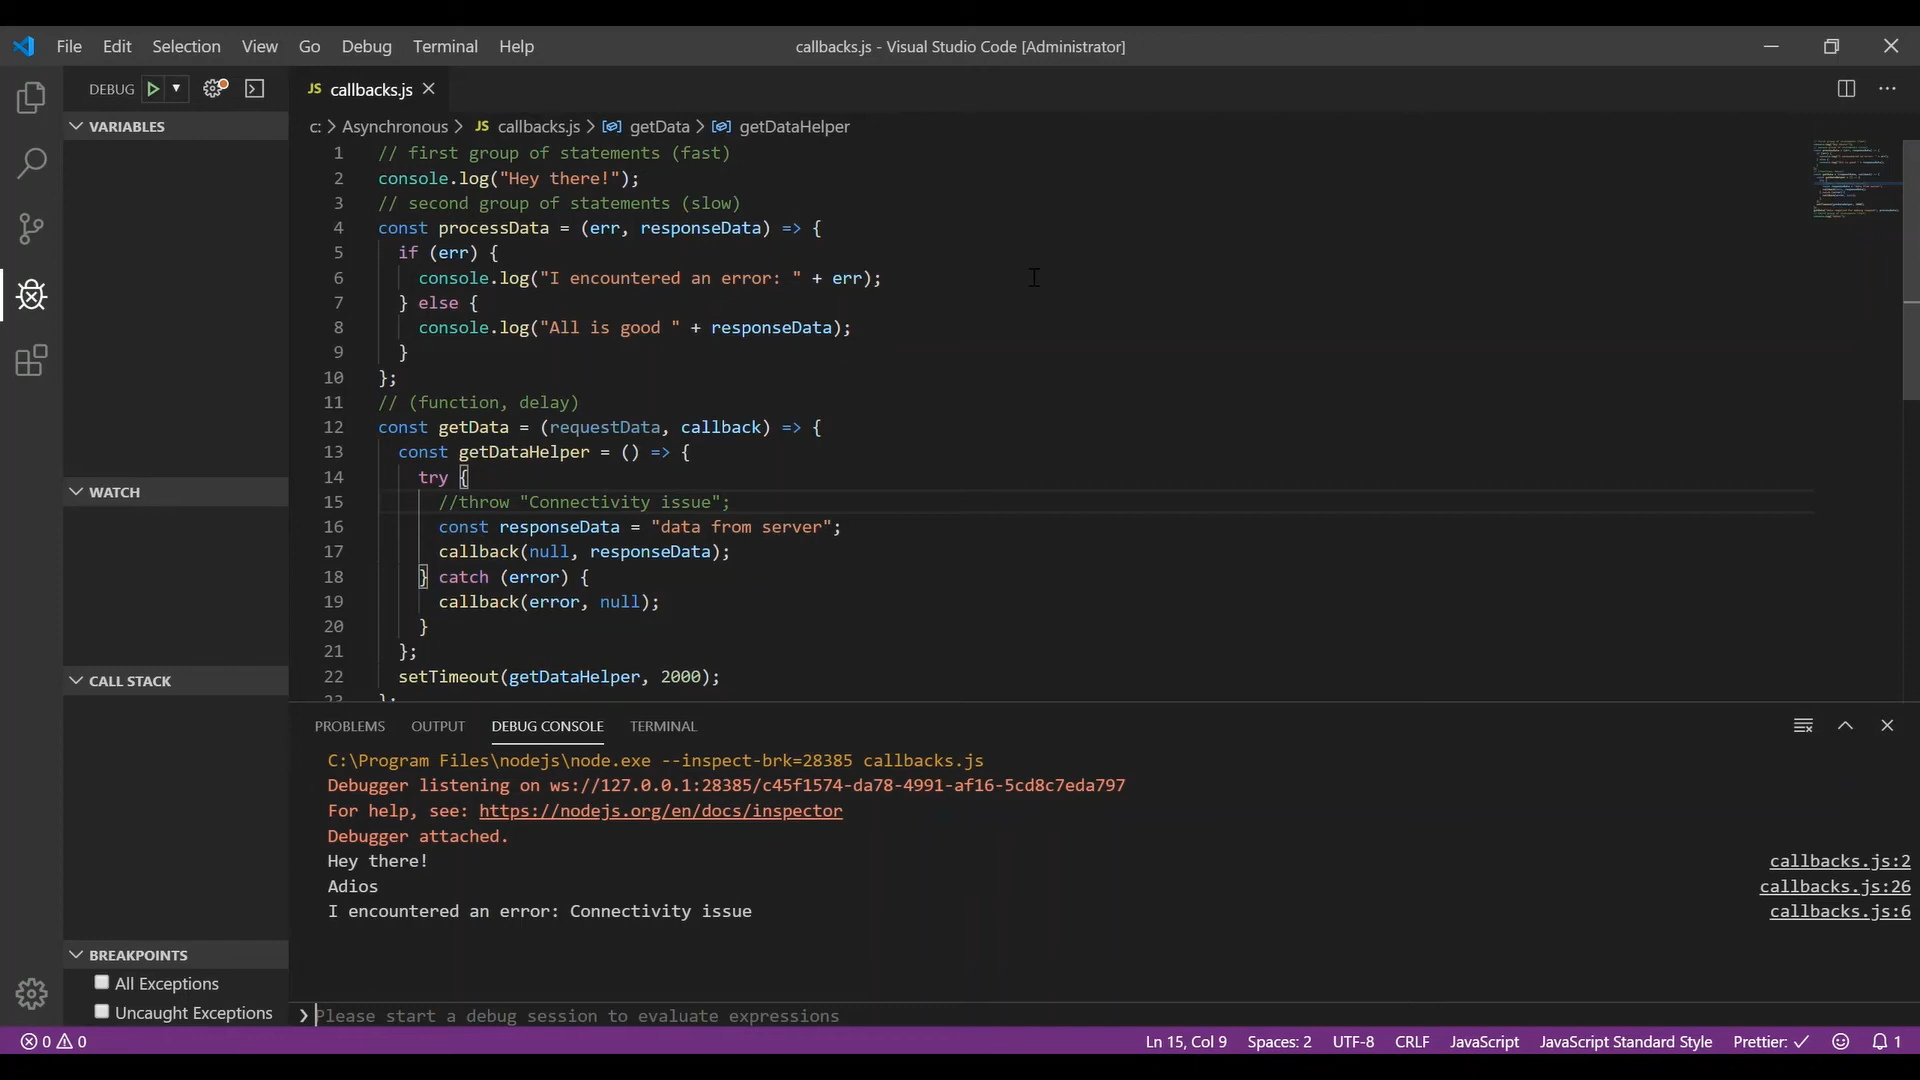 File Edit Selection View Go Debug Terminal Help callbacks.js - Visual Studio Code [Administrator]
DEBUG
JS callbacks.js
VARIABLES
c: > Asynchronous > JS callbacks.js > getData > getDataHelper
1 // first group of statements (fast)
2 console.log("Hey there!");
3 // second group of statements (slow)
4 const processData = (err, responseData) => {
5 if (err) {
6 console.log("I encountered an error: " + err);
7 } else {
8 console.log("All is good " + responseData);
9 }
10 };
11 // (function, delay)
12 const getData = (requestData, callback) => {
13 const getDataHelper = () => {
14 try {
15 //throw "Connectivity issue";
16 const responseData = "data from server";
17 callback(null, responseData);
18 } catch (error) {
19 callback(error, null);
20 }
21 };
22 setTimeout(getDataHelper, 2000);
23 };
WATCH
CALL STACK
BREAKPOINTS
All Exceptions
Uncaught Exceptions
PROBLEMS OUTPUT DEBUG CONSOLE TERMINAL
C:\Program Files\nodejs\node.exe --inspect-brk=28385 callbacks.js
Debugger listening on ws://127.0.0.1:28385/c45f1574-da78-4991-af16-5cd8c7eda797
For help, see: https://nodejs.org/en/docs/inspector
Debugger attached.
Hey there! callbacks.js:2
Adios callbacks.js:26
I encountered an error: Connectivity issue callbacks.js:6
Please start a debug session to evaluate expressions
0 0 Ln 15, Col 9 Spaces: 2 UTF-8 CRLF JavaScript JavaScript Standard Style Prettier: ✓ 1